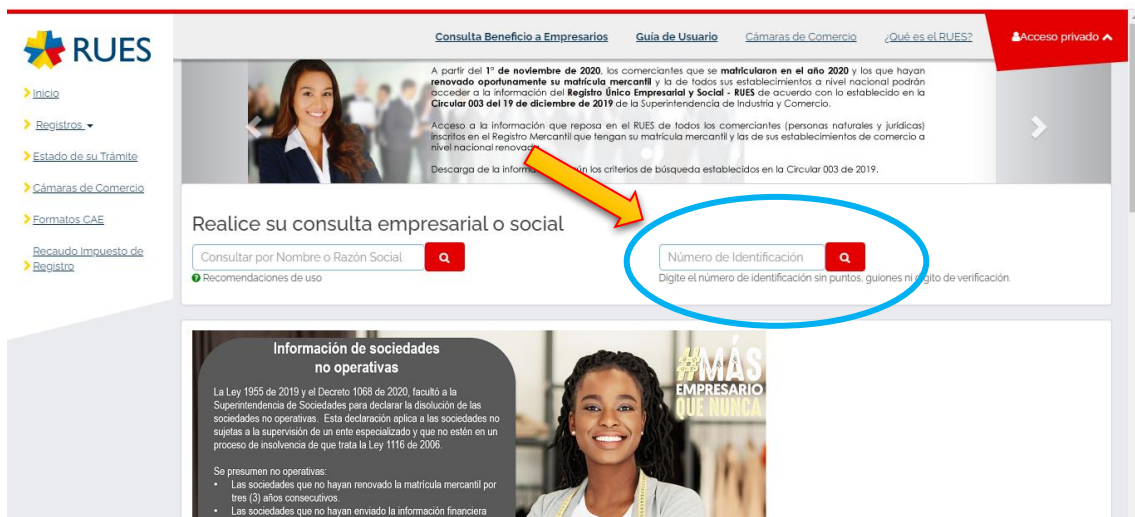 RUES
Consulta Beneficio a Empresarios
Guía de Usuario
Cámaras de Comercio
¿Qué es el RUES?
Acceso privado
Inicio
Registros
Estado de su Trámite
Cámaras de Comercio
Formatos CAE
Recaudo Impuesto de
Registro
A partir del 1° de noviembre de 2020, los comerciantes que se matricularon en el año 2020 y los que hayan
renovado oportunamente su matrícula mercantil y la de todos sus establecimientos a nivel nacional podrán
acceder a la información del Registro Único Empresarial y Social - RUES de acuerdo con lo establecido en la
Circular 003 del 19 de diciembre de 2019 de la Superintendencia de Industria y Comercio.
Acceso a la información que reposa en el RUES de todos los comerciantes (personas naturales y jurídicas)
inscritos en el Registro Mercantil que tengan su matrícula mercantil y las de sus establecimientos de comercio a
nivel nacional renovada
Descarga de la los criterios de búsqueda establecidos en la Circular 003 de 2019.
Realice su consulta empresarial o social
Consultar por Nombre o Razón Social
Recomendaciones de uso
Número de Identificación
Digite el número de identificación sin puntos, guiones ni dígito de verificación.
Información de sociedades
no operativas
La Ley 1955 de 2019 y el Decreto 1068 de 2020, facultó a la
Superintendencia de Sociedades para declarar la disolución de las
sociedades no operativas. Esta declaración aplica a las sociedades no
sujetas a la supervisión de un ente especializado y que no estén en un
proceso de insolvencia de que trata la Ley 1116 de 2006.
Se presumen no operativas:
• Las sociedades que no hayan renovado la matrícula mercantil por
tres (3) años consecutivos.
• Las sociedades que no hayan enviado la información financiera
#MÁS
EMPRESARIO
QUE NUNCA